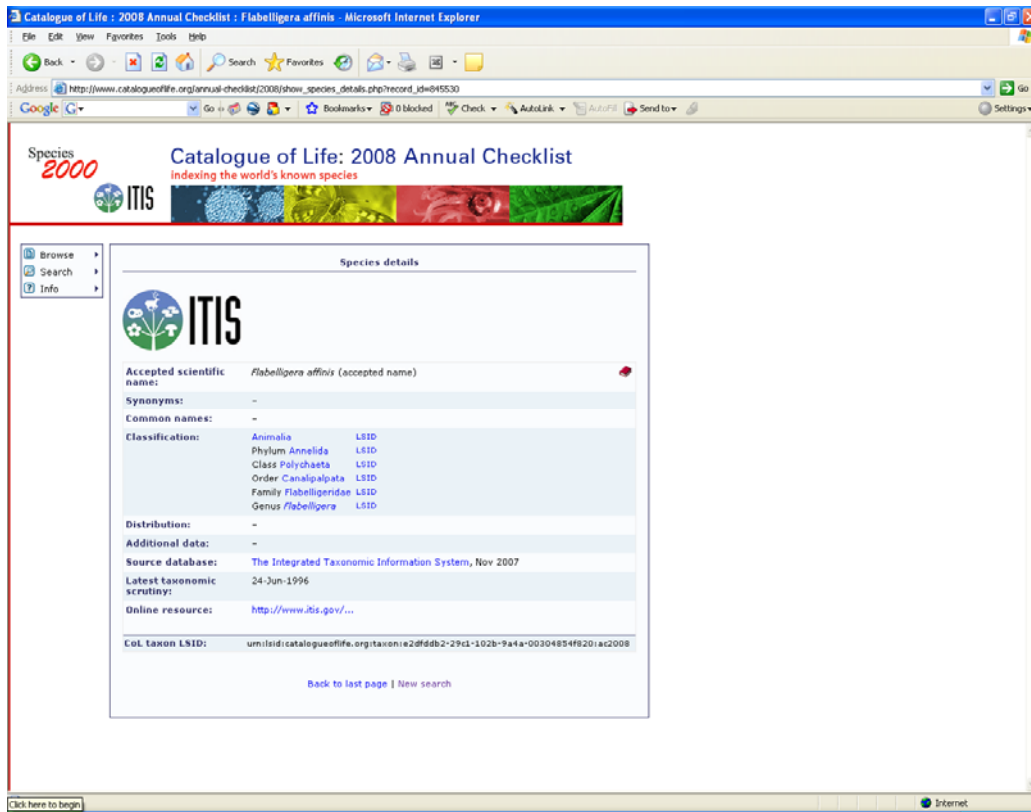 Catalogue of Life : 2008 Annual Checklist : Flabelligera affinis - Microsoft Internet Explorer
File Edit View Favorites Tools Help
Back Search Favorites
Address http://www.catalogueoflife.org/annual-checklist/2008/show_species_details.php?record_id=845530 Go
Google G Go Bookmarks 0 blocked Check AutoLink AutoFill Send to Settings
Species 2000
ITIS
Catalogue of Life: 2008 Annual Checklist
indexing the world's known species
Browse
Search
Info
Species details
ITIS
Accepted scientific name: Flabelligera affinis (accepted name)
Synonyms: -
Common names: -
Classification: Animalia LSID
Phylum Annelida LSID
Class Polychaeta LSID
Order Canalipalpata LSID
Family Flabelligeridae LSID
Genus Flabelligera LSID
Distribution: -
Additional data: -
Source database: The Integrated Taxonomic Information System, Nov 2007
Latest taxonomic scrutiny: 24-Jun-1996
Online resource: http://www.itis.gov/...
CoL taxon LSID: urn:lsid:catalogueoflife.org:taxon:e2dfddb2-29c1-102b-9a4a-00304854f820:ac2008
Back to last page | New search
Click here to begin
Internet